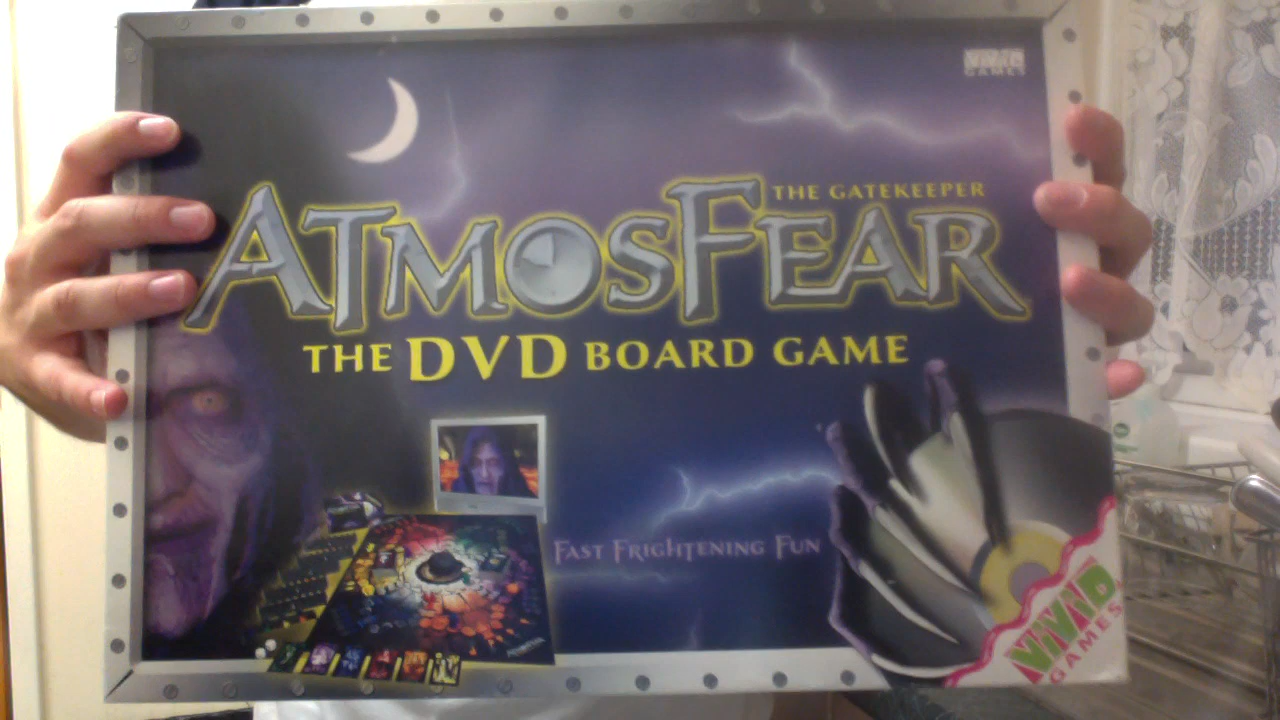 ViViD
GAMES
THE GATEKEEPER
ATMOSFEAR
THE DVD BOARD GAME
FAST FRIGHTENING FUN
ViViD
GAMES